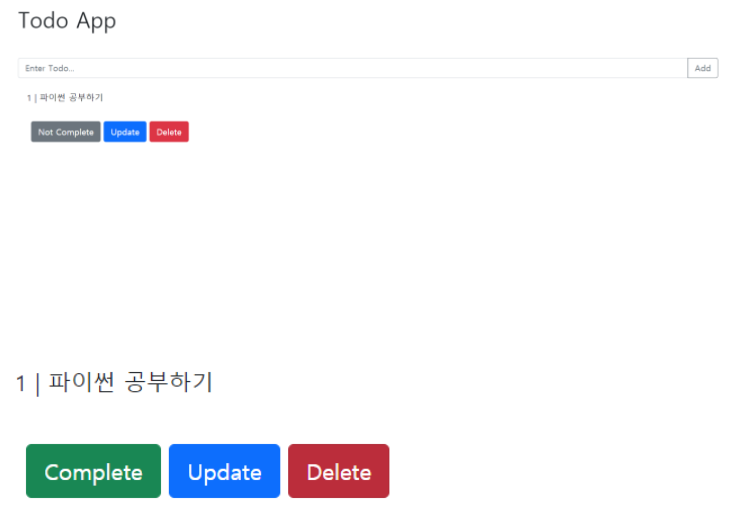 Todo App
Enter Todo...
Add
1 | 파이썬 공부하기
Not Complete Update Delete
1 | 파이썬 공부하기
Complete Update Delete